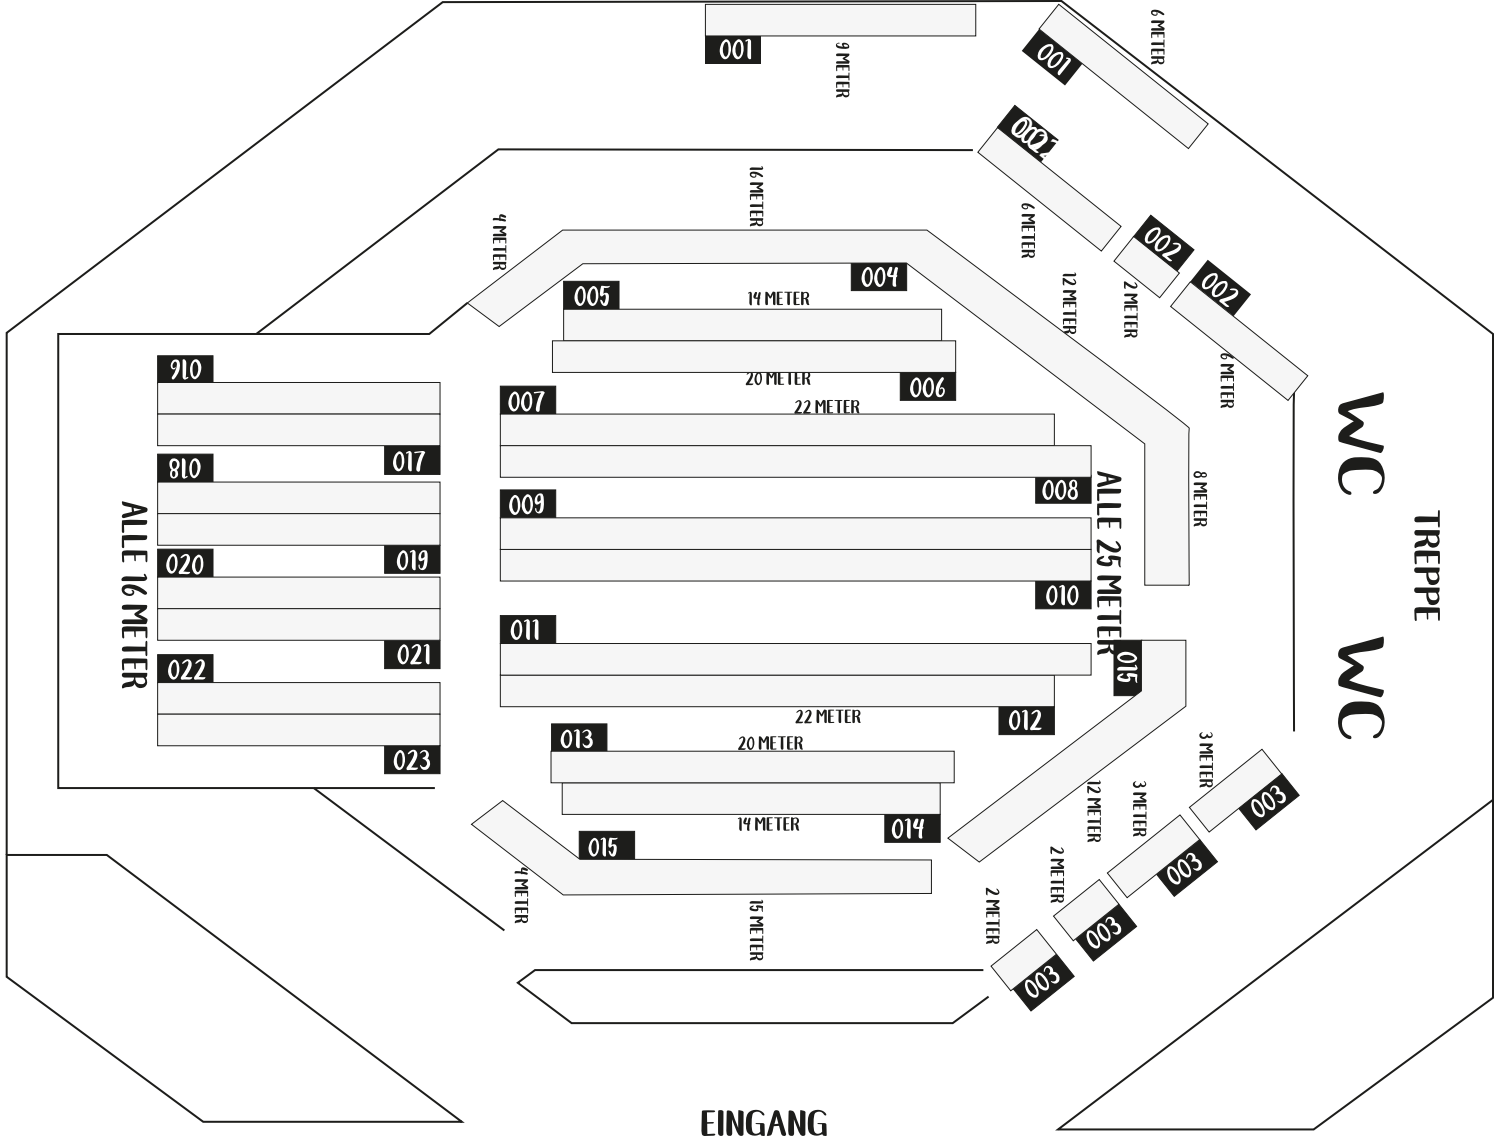 001
9 METER
001
6 METER
002
6 METER
002
2 METER
002
6 METER
16 METER
4 METER
12 METER
8 METER
004
005
14 METER
20 METER
006
007
22 METER
008
009
ALLE 25 METER
010
011
012
22 METER
013
20 METER
14 METER
014
015
015
4 METER
15 METER
12 METER
016
017
018
019
020
021
022
023
ALLE 16 METER
WC
WC
TREPPE
3 METER
003
3 METER
003
2 METER
003
2 METER
003
EINGANG